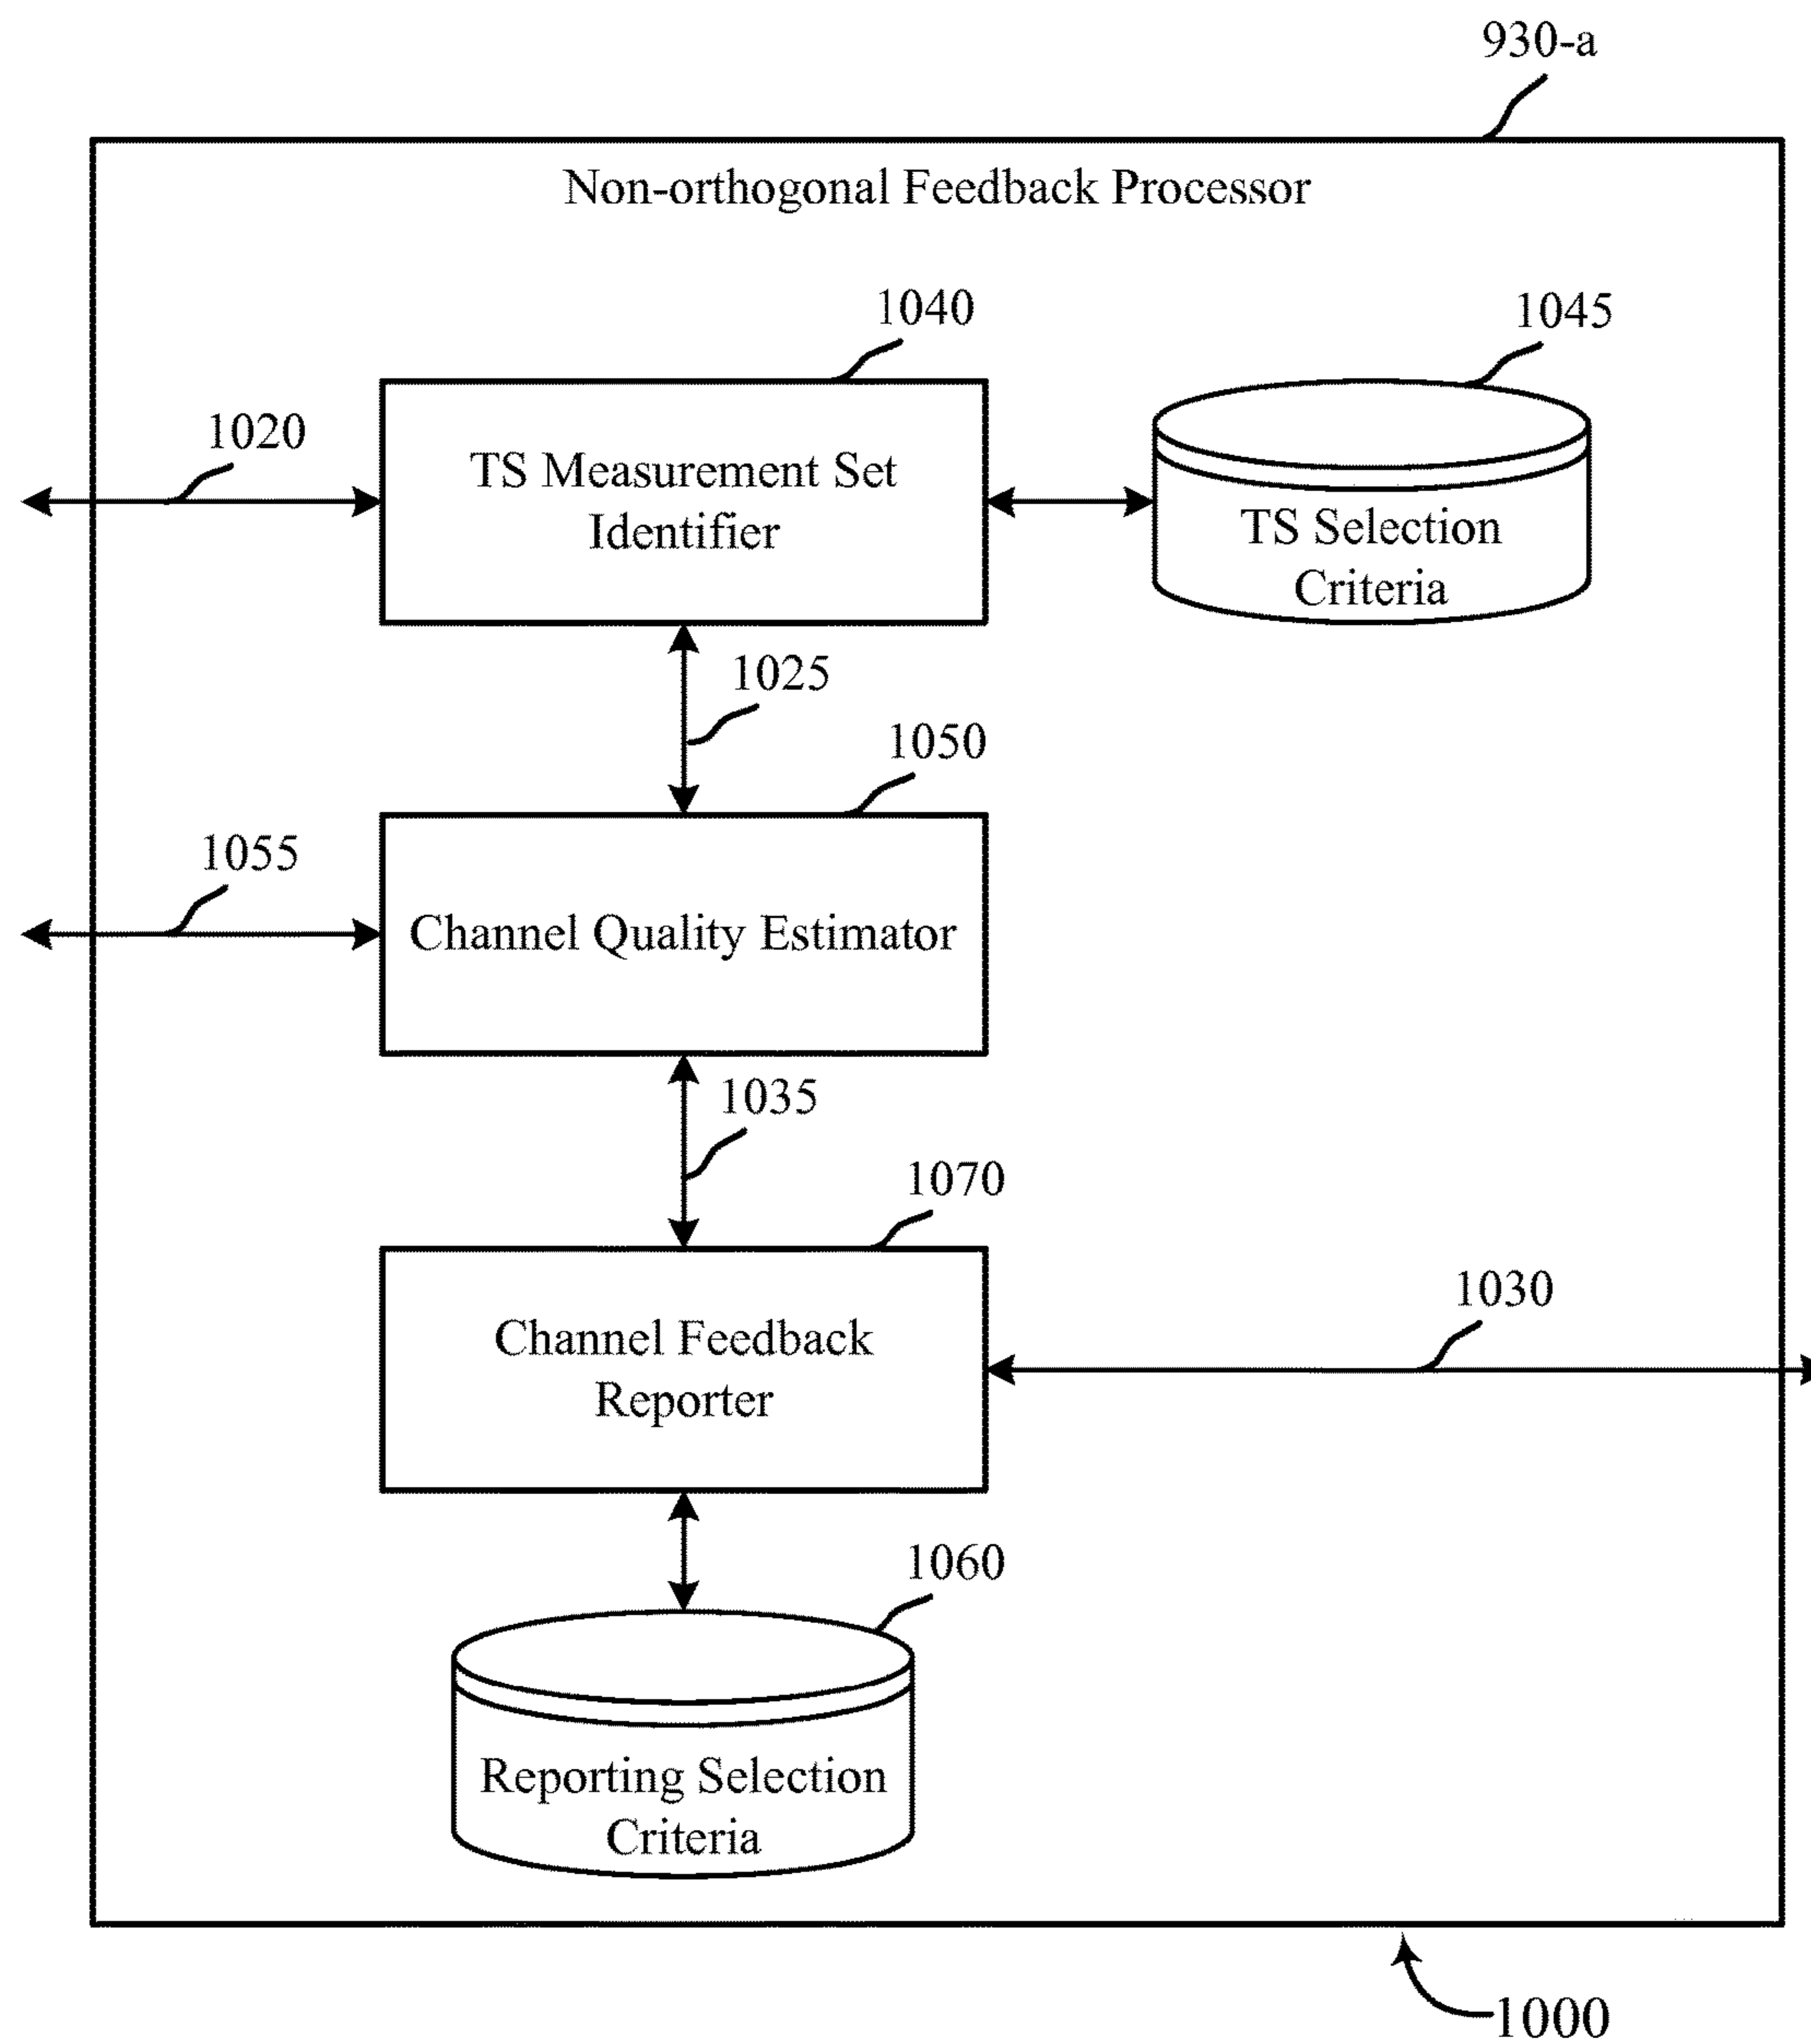 930-a
Non-orthogonal Feedback Processor
1040
1045
1020
TS Measurement Set
Identifier
TS Selection
Criteria
1025
1050
1055
Channel Quality Estimator
1035
1070
1030
Channel Feedback
Reporter
1060
Reporting Selection
Criteria
1000